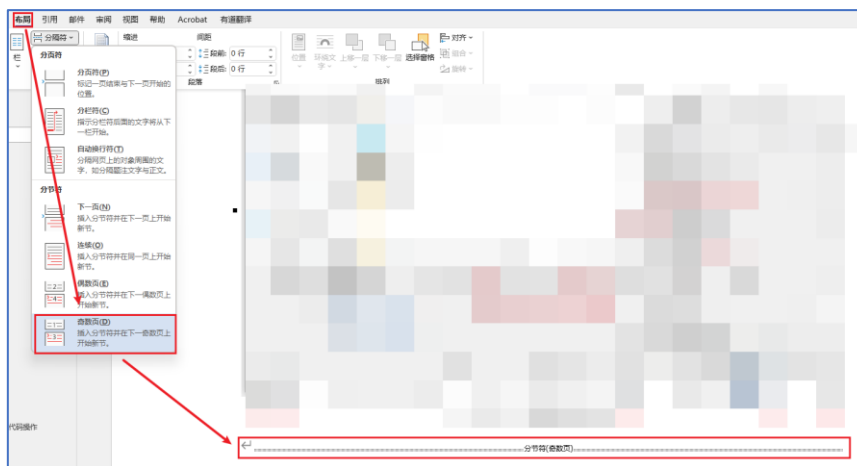 布局 引用 邮件 审阅 视图 帮助 Acrobat 有道翻译
分隔符 缩进 间距
栏
段前: 0 行
段后: 0 行
段落
位置 环绕文字 上移一层 下移一层 选择窗格
对齐
组合
旋转
排列
分页符
分页符(P)
标记一页结束与下一页开始的
位置。
分栏符(C)
指示分栏符后面的文字将从下
一栏开始。
自动换行符(T)
分隔网页上的对象周围的文
字，如分隔题注文字与正文。
分节符
下一页(N)
插入分节符并在下一页上开始
新节。
连续(O)
插入分节符并在同一页上开始
新节。
偶数页(E)
插入分节符并在下一偶数页上
开始新节。
奇数页(D)
插入分节符并在下一奇数页上
开始新节。
代码操作
分节符(奇数页)